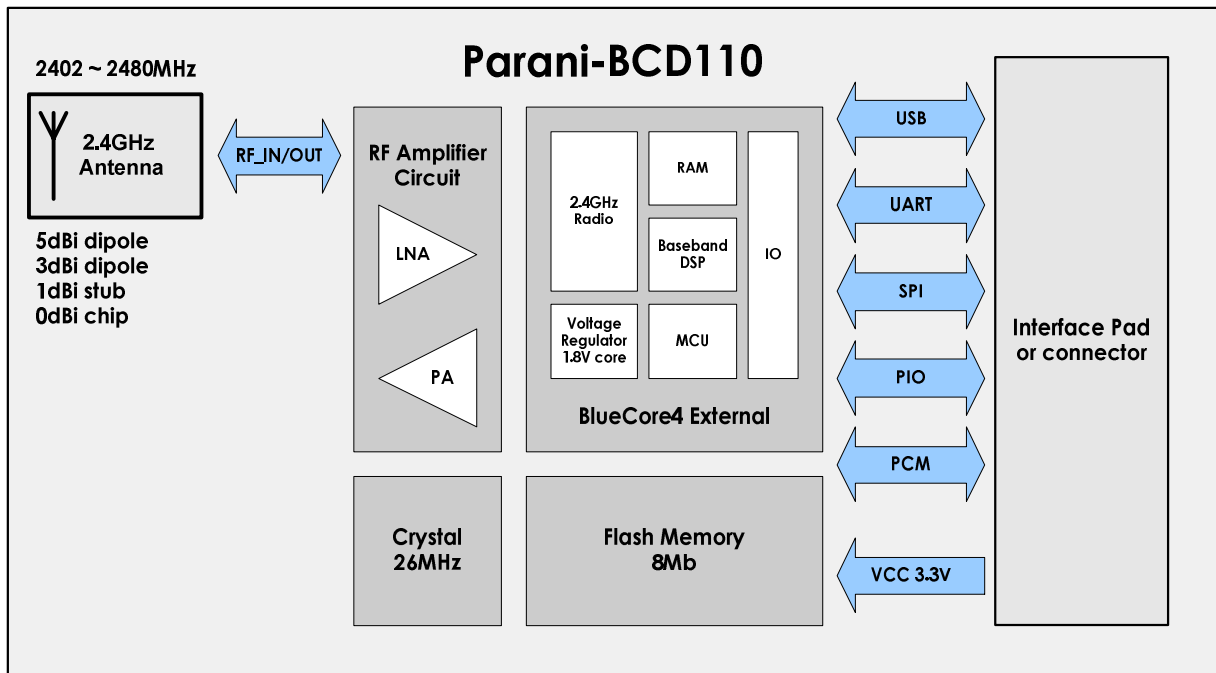 Parani-BCD110
2402 ~ 2480MHz
2.4GHz
Antenna
5dBi dipole
3dBi dipole
1dBi stub
0dBi chip
RF_IN/OUT
RF Amplifier
Circuit
LNA
PA
2.4GHz
Radio
RAM
Baseband
DSP
IO
Voltage
Regulator
1.8V core
MCU
BlueCore4 External
Crystal
26MHz
Flash Memory
8Mb
USB
UART
SPI
PIO
PCM
VCC 3.3V
Interface Pad
or connector